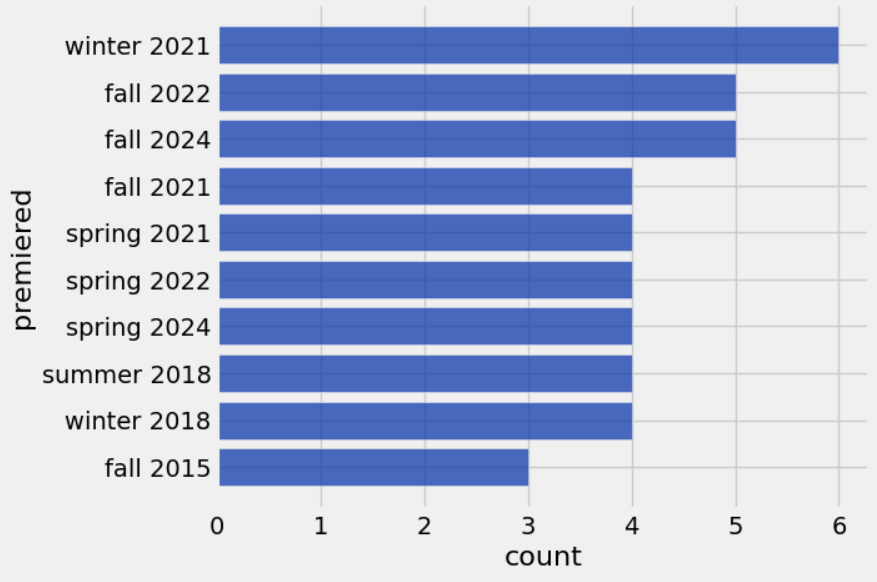 winter 2021
fall 2022
fall 2024
fall 2021
spring 2021
spring 2022
spring 2024
summer 2018
winter 2018
fall 2015
premiered
0 1 2 3 4 5 6
count